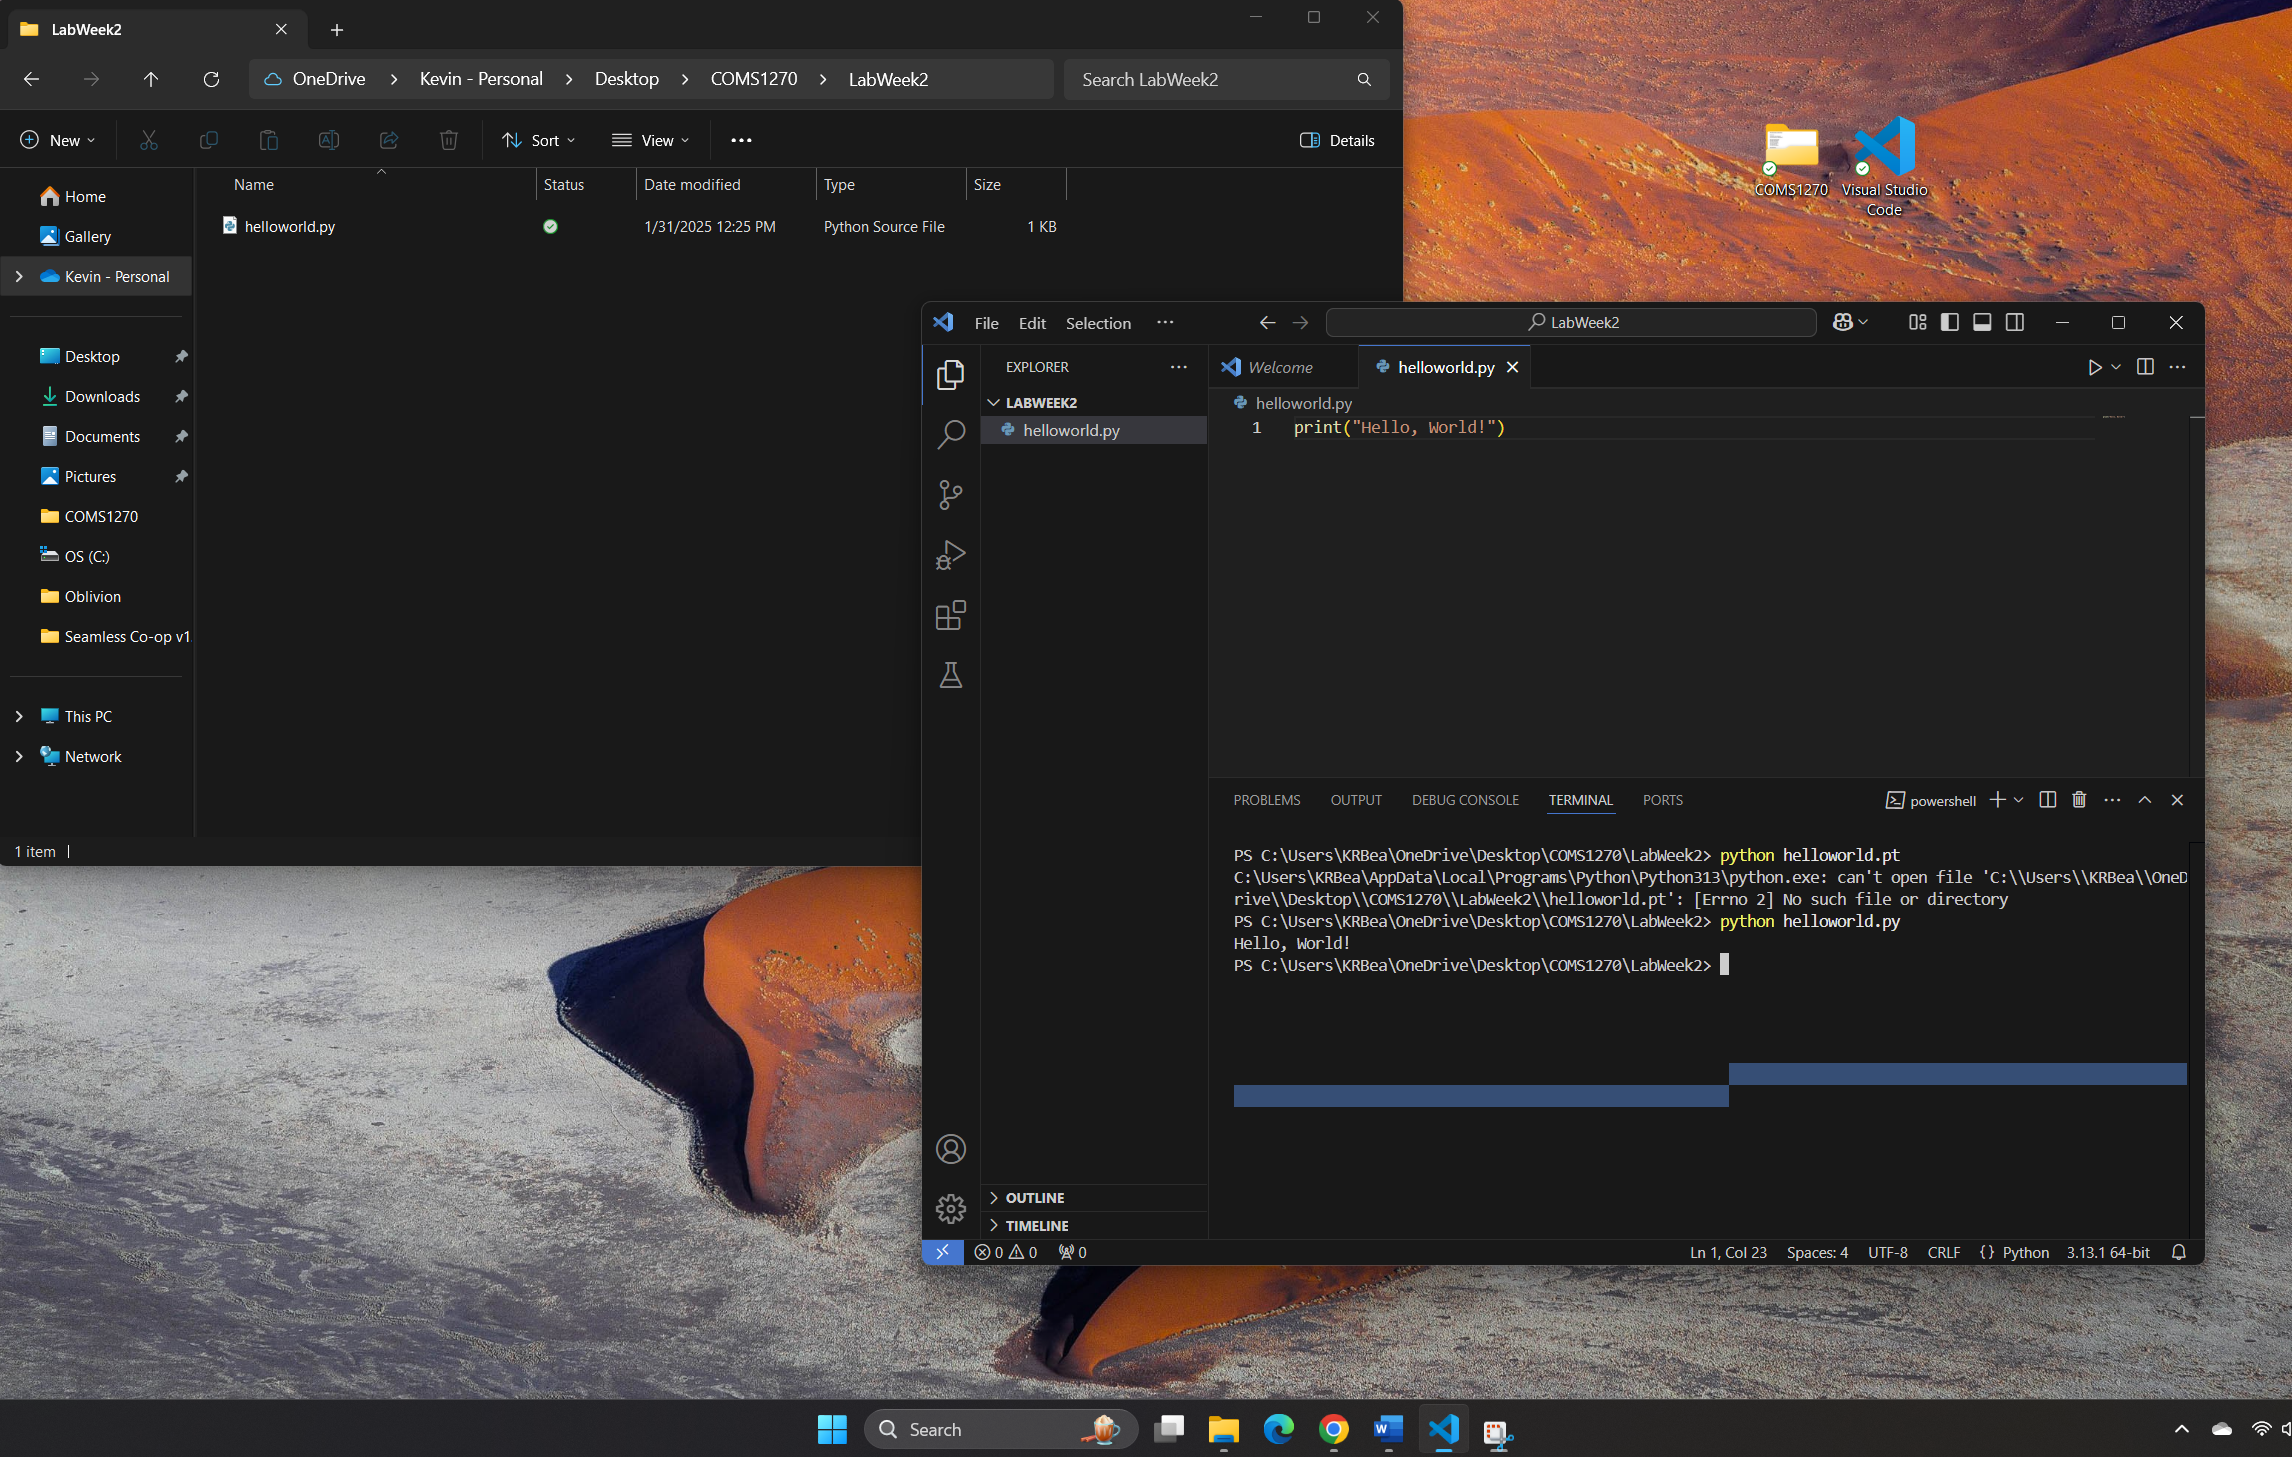 LabWeek2
OneDrive > Kevin - Personal > Desktop > COMS1270 > LabWeek2
Search LabWeek2
New
Sort
View
Details
Name
Status
Date modified
Type
Size
helloworld.py
1/31/2025 12:25 PM
Python Source File
1 KB
Home
Gallery
Kevin - Personal
Desktop
Downloads
Documents
Pictures
COMS1270
OS (C:)
Oblivion
Seamless Co-op v1.
This PC
Network
1 item
COMS1270
Visual Studio
Code
File
Edit
Selection
LabWeek2
EXPLORER
LABWEEK2
helloworld.py
OUTLINE
TIMELINE
Welcome
helloworld.py
helloworld.py
1 print("Hello, World!")
PROBLEMS
OUTPUT
DEBUG CONSOLE
TERMINAL
PORTS
powershell
PS C:\Users\KRBea\OneDrive\Desktop\COMS1270\LabWeek2> python helloworld.pt
C:\Users\KRBea\AppData\Local\Programs\Python\Python313\python.exe: can't open file 'C:\\Users\\KRBea\\OneD
rive\\Desktop\\COMS1270\\LabWeek2\\helloworld.pt': [Errno 2] No such file or directory
PS C:\Users\KRBea\OneDrive\Desktop\COMS1270\LabWeek2> python helloworld.py
Hello, World!
PS C:\Users\KRBea\OneDrive\Desktop\COMS1270\LabWeek2>
0 0
0
Ln 1, Col 23
Spaces: 4
UTF-8
CRLF
{} Python
3.13.1 64-bit
Search